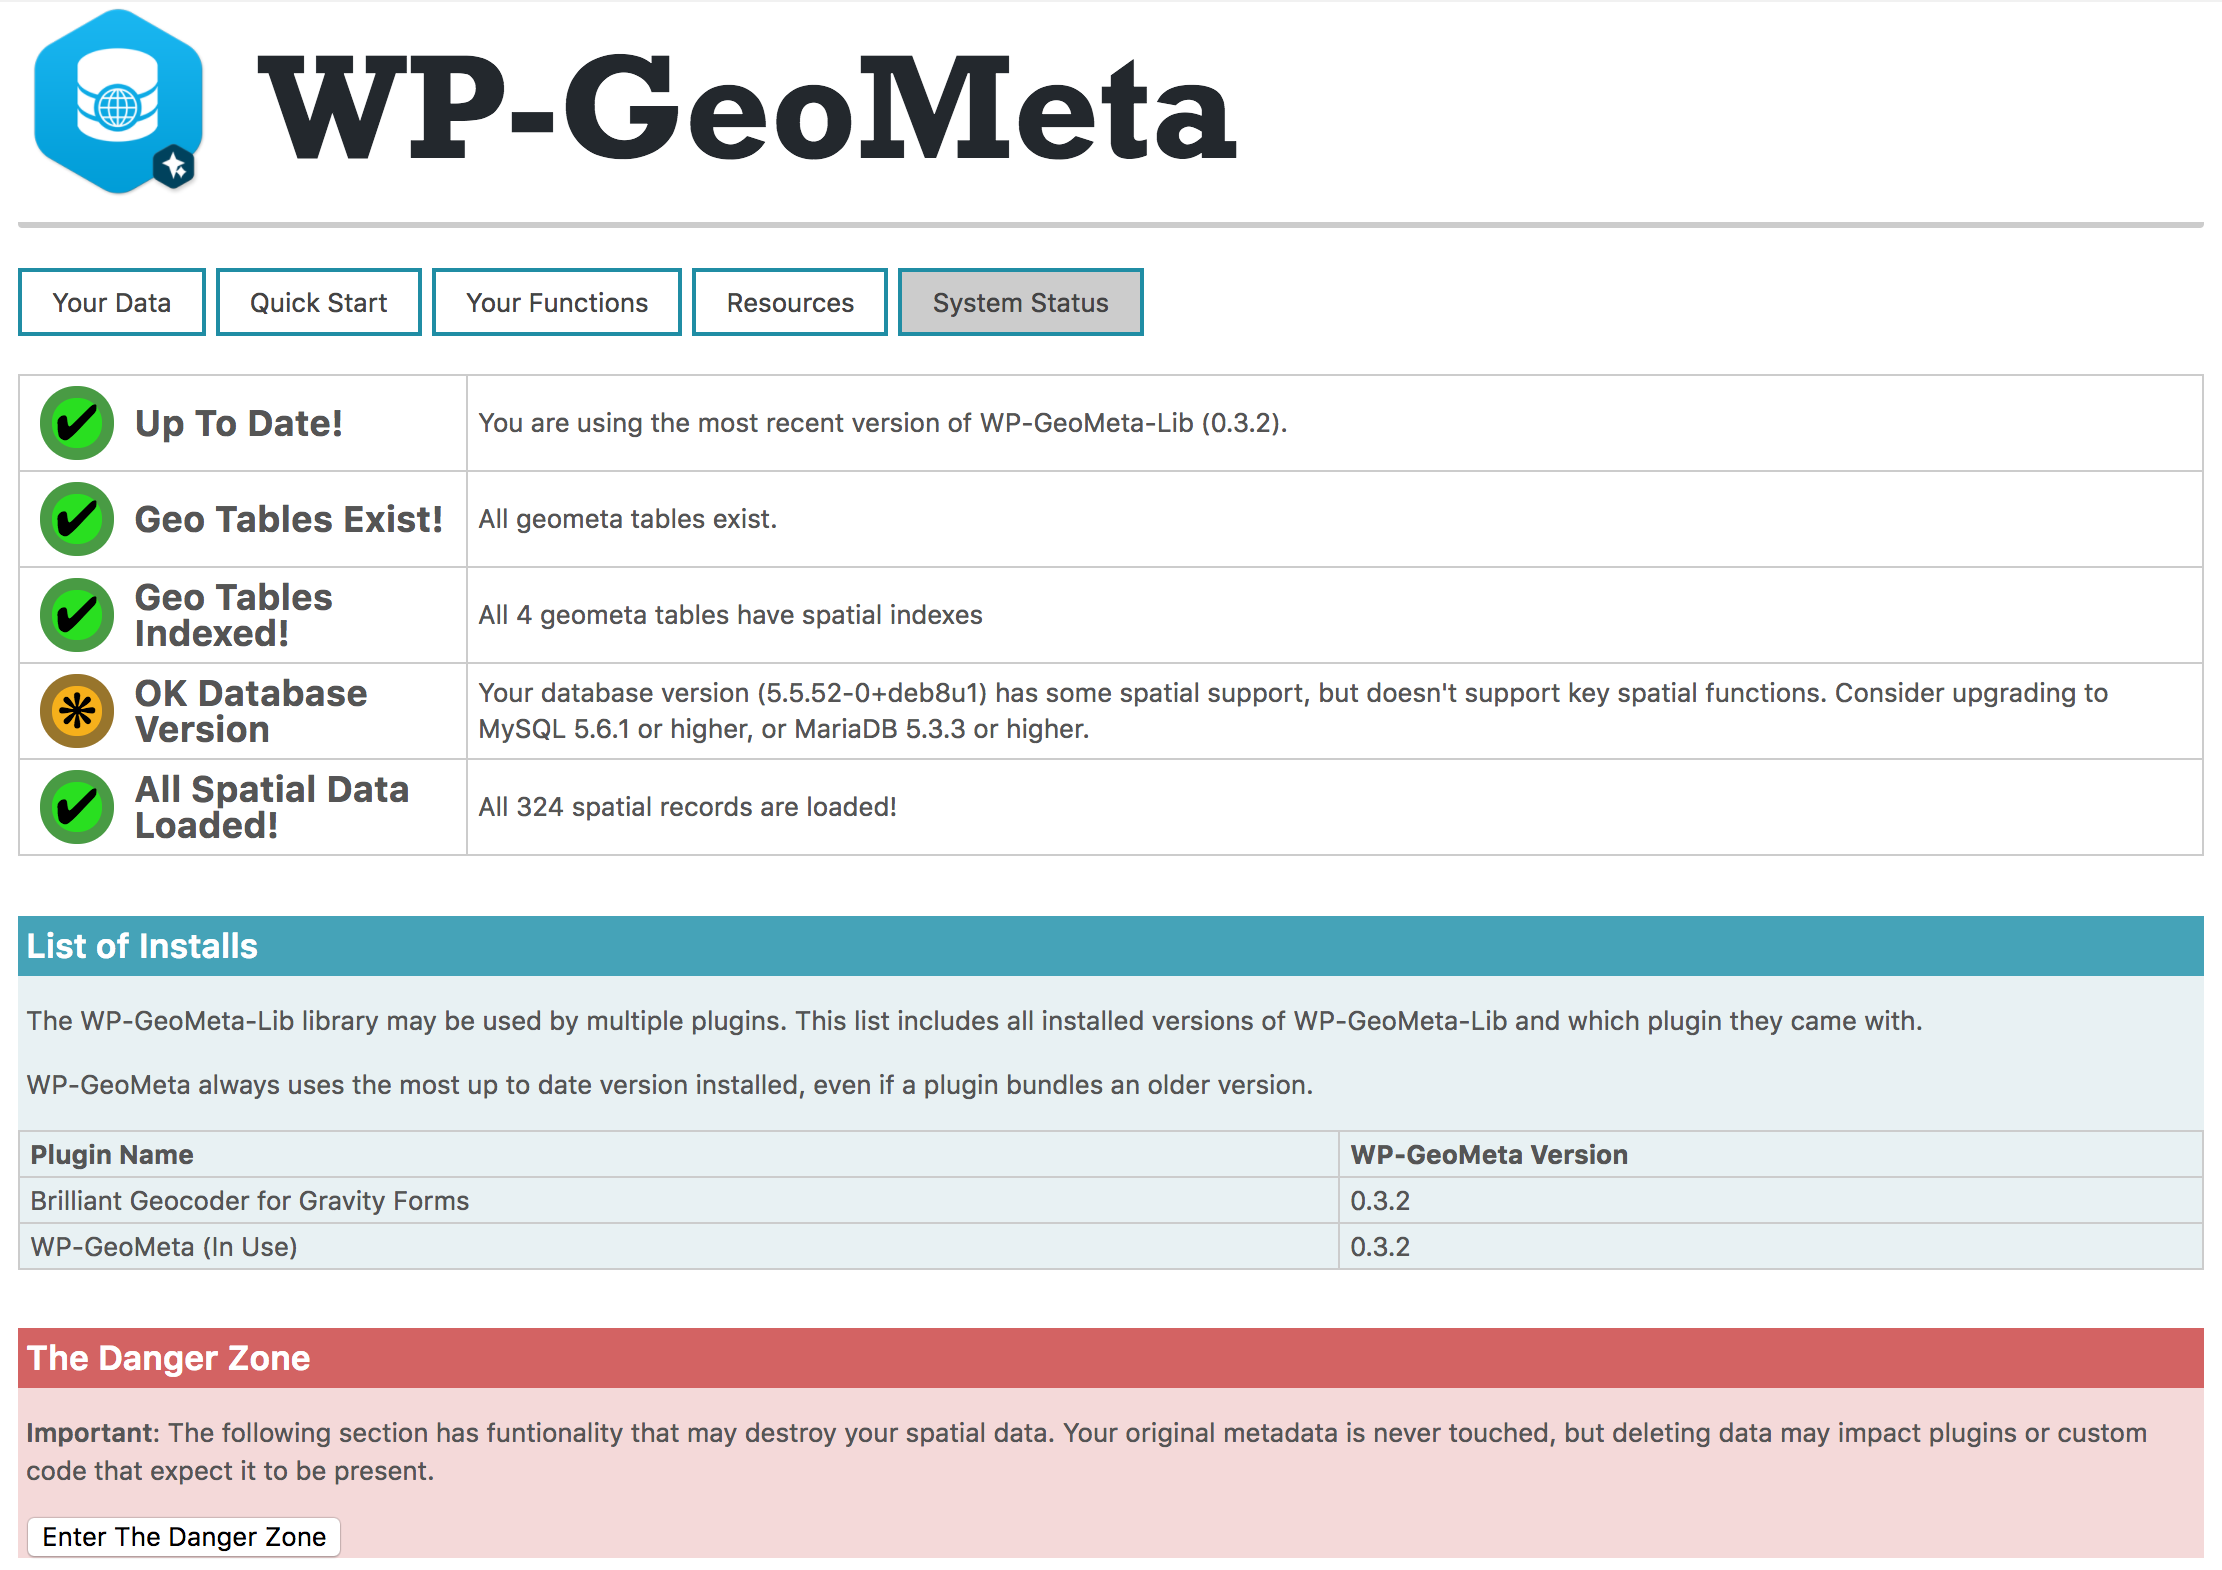 WP-GeoMeta
Your Data
Quick Start
Your Functions
Resources
System Status
Up To Date!
You are using the most recent version of WP-GeoMeta-Lib (0.3.2).
Geo Tables Exist!
All geometa tables exist.
Geo Tables
Indexed!
All 4 geometa tables have spatial indexes
OK Database
Version
Your database version (5.5.52-0+deb8u1) has some spatial support, but doesn't support key spatial functions. Consider upgrading to
MySQL 5.6.1 or higher, or MariaDB 5.3.3 or higher.
All Spatial Data
Loaded!
All 324 spatial records are loaded!
List of Installs
The WP-GeoMeta-Lib library may be used by multiple plugins. This list includes all installed versions of WP-GeoMeta-Lib and which plugin they came with.
WP-GeoMeta always uses the most up to date version installed, even if a plugin bundles an older version.
Plugin Name
WP-GeoMeta Version
Brilliant Geocoder for Gravity Forms
0.3.2
WP-GeoMeta (In Use)
0.3.2
The Danger Zone
Important: The following section has funtionality that may destroy your spatial data. Your original metadata is never touched, but deleting data may impact plugins or custom
code that expect it to be present.
Enter The Danger Zone